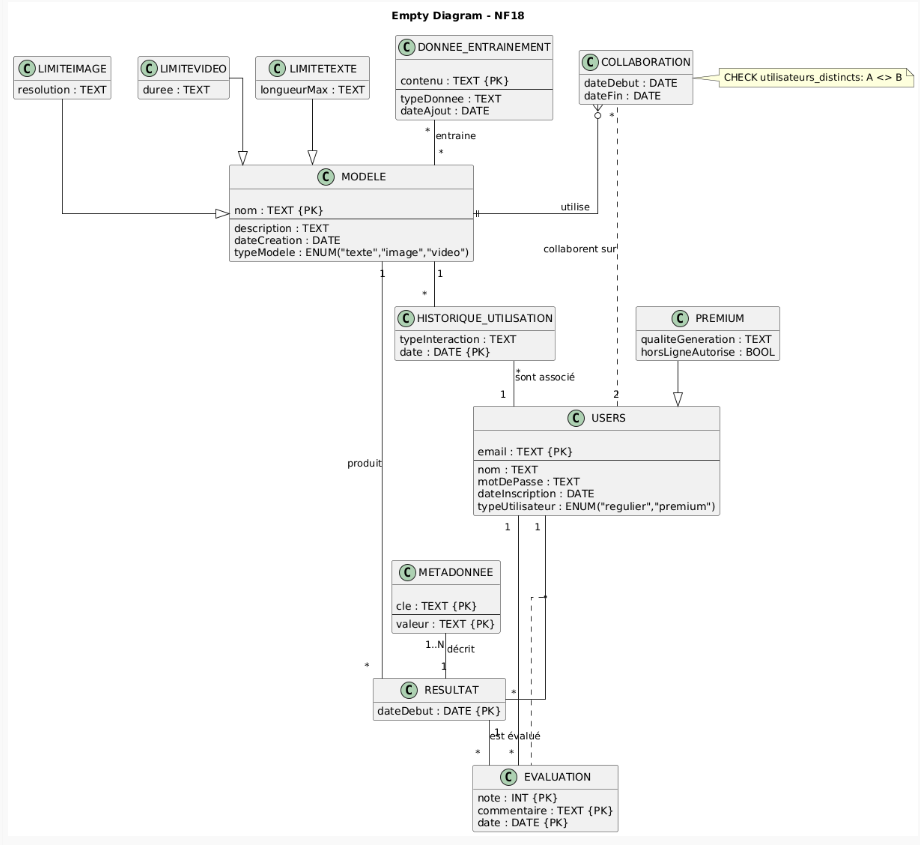 Empty Diagram - NF18
C LIMITEIMAGE
resolution : TEXT
C LIMITEVIDEO
duree : TEXT
C LIMITETEXTE
longueurMax : TEXT
C DONNEE_ENTRAINEMENT
contenu : TEXT {PK}
typeDonnee : TEXT
dateAjout : DATE
C COLLABORATION
dateDebut : DATE
dateFin : DATE
CHECK utilisateurs_distincts: A <> B
*
entraine
*
*
C MODELE
nom : TEXT {PK}
description : TEXT
dateCreation : DATE
typeModele : ENUM("texte","image","video")
utilise
collaborent sur
1
1
*
C HISTORIQUE_UTILISATION
typeInteraction : TEXT
date : DATE {PK}
C PREMIUM
qualiteGeneration : TEXT
horsLigneAutorise : BOOL
*
sont associé
1
2
C USERS
email : TEXT {PK}
nom : TEXT
motDePasse : TEXT
dateInscription : DATE
typeUtilisateur : ENUM("regulier","premium")
produit
1
1
C METADONNEE
cle : TEXT {PK}
valeur : TEXT {PK}
1..N
décrit
*
1
C RESULTAT
dateDebut : DATE {PK}
*
1
est évalué
*
*
C EVALUATION
note : INT {PK}
commentaire : TEXT {PK}
date : DATE {PK}